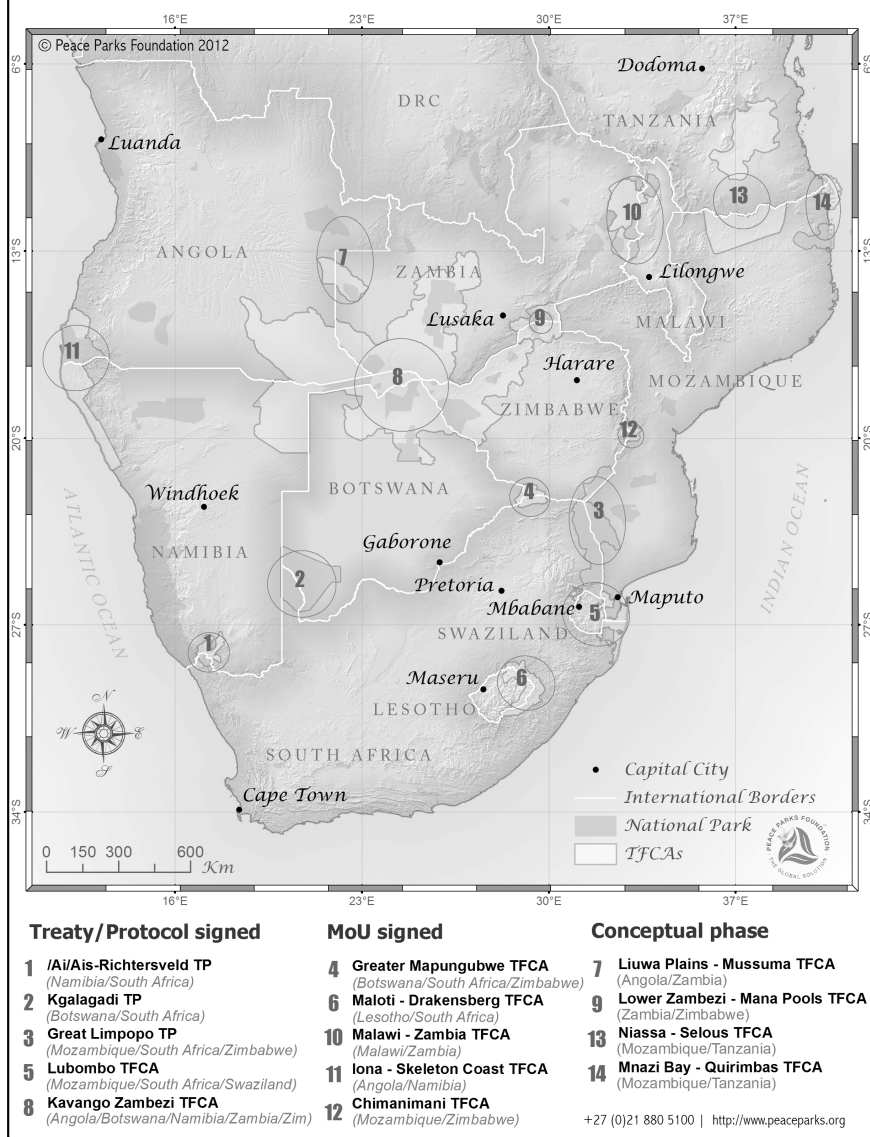 16°E 23°E 30°E 37°E
© Peace Parks Foundation 2012
6°S 6°S
Dodoma
DRC
TANZANIA
Luanda
13
14
10
13°S 13°S
ANGOLA
7
ZAMBIA
Lilongwe
Lusaka
9
MALAWI
11
Harare
8
MOZAMBIQUE
ZIMBABWE
12
20°S 20°S
BOTSWANA
4
Windhoek
3
ATLANTIC OCEAN
INDIAN OCEAN
Gaborone
NAMIBIA
2
Pretoria
Mbabane
Maputo
5
27°S 27°S
SWAZILAND
1
Maseru
6
N
W E
S
LESOTHO
SOUTH AFRICA
Capital City
Cape Town
International Borders
34°S 34°S
National Park
PEACE PARKS FOUNDATION
THE GLOBAL SOLUTION
TFCAs
0 150 300 600
Km
16°E 23°E 30°E 37°E
Treaty/Protocol signed
1 /Ai/Ais-Richtersveld TP
(Namibia/South Africa)
2 Kgalagadi TP
(Botswana/South Africa)
3 Great Limpopo TP
(Mozambique/South Africa/Zimbabwe)
5 Lubombo TFCA
(Mozambique/South Africa/Swaziland)
8 Kavango Zambezi TFCA
(Angola/Botswana/Namibia/Zambia/Zim)
MoU signed
4 Greater Mapungubwe TFCA
(Botswana/South Africa/Zimbabwe)
6 Maloti - Drakensberg TFCA
(Lesotho/South Africa)
10 Malawi - Zambia TFCA
(Malawi/Zambia)
11 Iona - Skeleton Coast TFCA
(Angola/Namibia)
12 Chimanimani TFCA
(Mozambique/Zimbabwe)
Conceptual phase
7 Liuwa Plains - Mussuma TFCA
(Angola/Zambia)
9 Lower Zambezi - Mana Pools TFCA
(Zambia/Zimbabwe)
13 Niassa - Selous TFCA
(Mozambique/Tanzania)
14 Mnazi Bay - Quirimbas TFCA
(Mozambique/Tanzania)
+27 (0)21 880 5100 | http://www.peaceparks.org